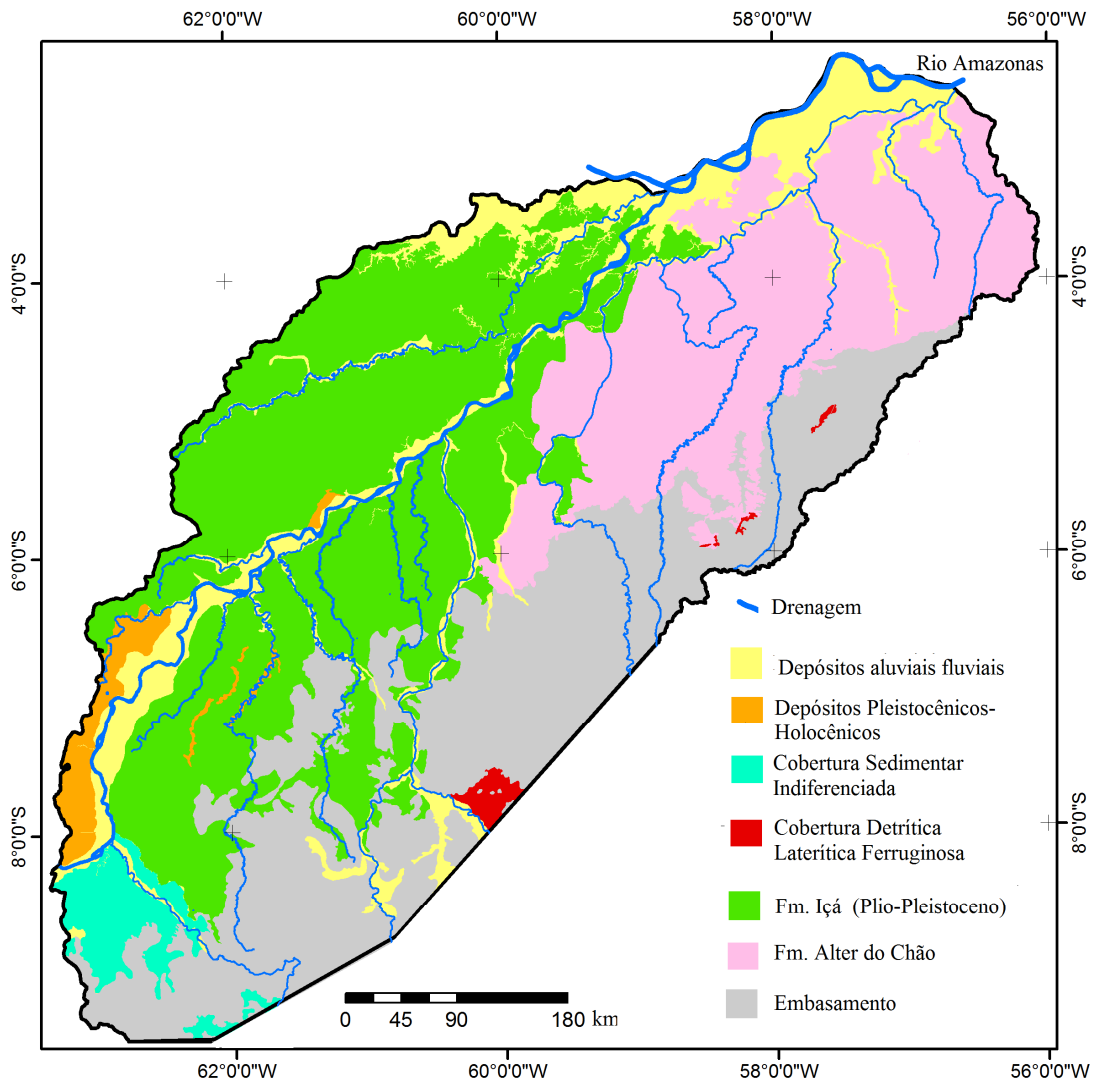 62°0'0"W
60°0'0"W
58°0'0"W
56°0'0"W
Rio Amazonas
4°0'0"S
4°0'0"S
6°0'0"S
6°0'0"S
8°0'0"S
8°0'0"S
Drenagem
Depósitos aluviais fluviais
Depósitos Pleistocênicos-
Holocênicos
Cobertura Sedimentar
Indiferenciada
Cobertura Detrítica
Laterítica Ferruginosa
Fm. Içá (Plio-Pleistoceno)
Fm. Alter do Chão
Embasamento
0 45 90 180 km
62°0'0"W
60°0'0"W
58°0'0"W
56°0'0"W